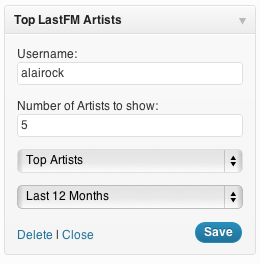 Top LastFM Artists
Username:
alairock
Number of Artists to show:
5
Top Artists
Last 12 Months
Delete | Close
Save